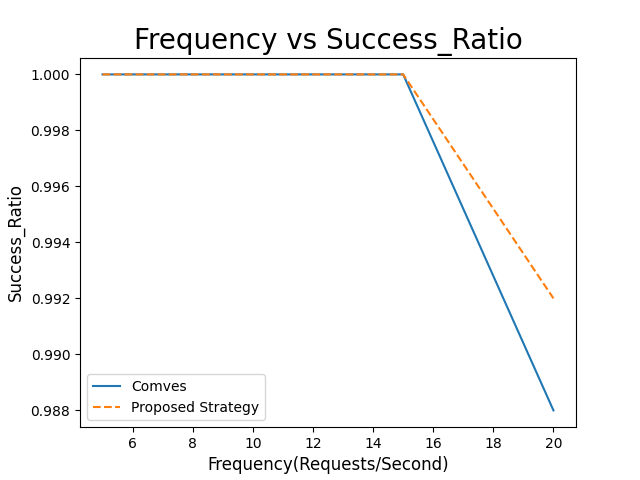 Frequency vs Success_Ratio
1.000
0.998
0.996
0.994
0.992
0.990
0.988
Success_Ratio
Comves
Proposed Strategy
6 8 10 12 14 16 18 20
Frequency(Requests/Second)